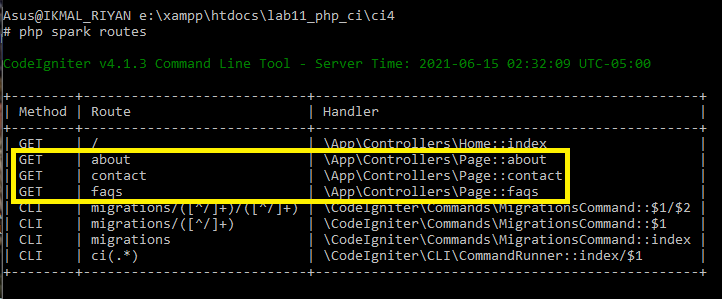 Asus@IKMAL_RIYAN e:\xampp\htdocs\lab11_php_ci\ci4
# php spark routes
CodeIgniter v4.1.3 Command Line Tool - Server Time: 2021-06-15 02:32:09 UTC-05:00
+--------+-------------------------+--------------------------------------------------+
| Method | Route | Handler |
+--------+-------------------------+--------------------------------------------------+
| GET | / | \App\Controllers\Home::index |
| GET | about | \App\Controllers\Page::about |
| GET | contact | \App\Controllers\Page::contact |
| GET | faqs | \App\Controllers\Page::faqs |
| CLI | migrations/([^/]+)/([^/]+) | \CodeIgniter\Commands\MigrationsCommand::$1/$2 |
| CLI | migrations/([^/]+) | \CodeIgniter\Commands\MigrationsCommand::$1 |
| CLI | migrations | \CodeIgniter\Commands\MigrationsCommand::index |
| CLI | ci(.*) | \CodeIgniter\CLI\CommandRunner::index/$1 |
+--------+-------------------------+--------------------------------------------------+